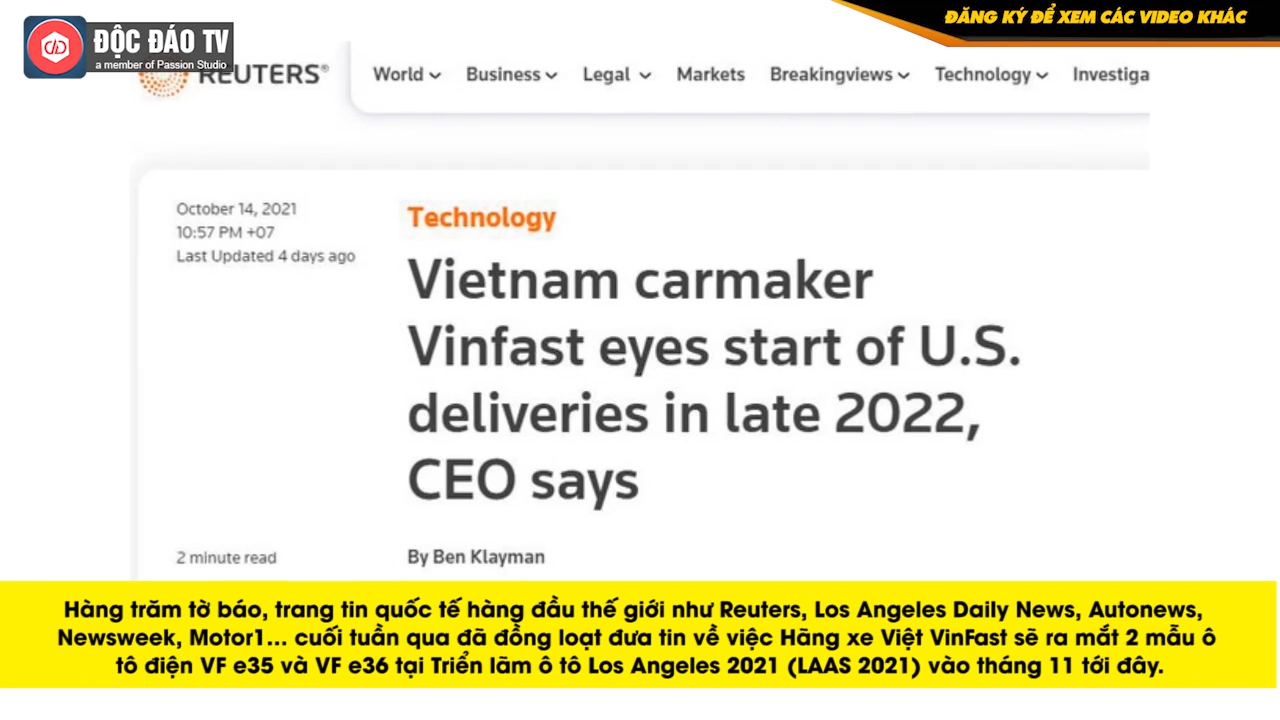 ĐĂNG KÝ ĐỂ XEM CÁC VIDEO KHÁC
ĐỘC ĐÁO TV
a member of Passion Studio
REUTERS®
World Business Legal Markets Breakingviews Technology Investiga
October 14, 2021
10:57 PM +07
Last Updated 4 days ago
Technology
Vietnam carmaker
Vinfast eyes start of U.S.
deliveries in late 2022,
CEO says
2 minute read
By Ben Klayman
Hàng trăm tờ báo, trang tin quốc tế hàng đầu thế giới như Reuters, Los Angeles Daily News, Autonews,
Newsweek, Motor1... cuối tuần qua đã đồng loạt đưa tin về việc Hãng xe Việt VinFast sẽ ra mắt 2 mẫu ô
tô điện VF e35 và VF e36 tại Triển lãm ô tô Los Angeles 2021 (LAAS 2021) vào tháng 11 tới đây.